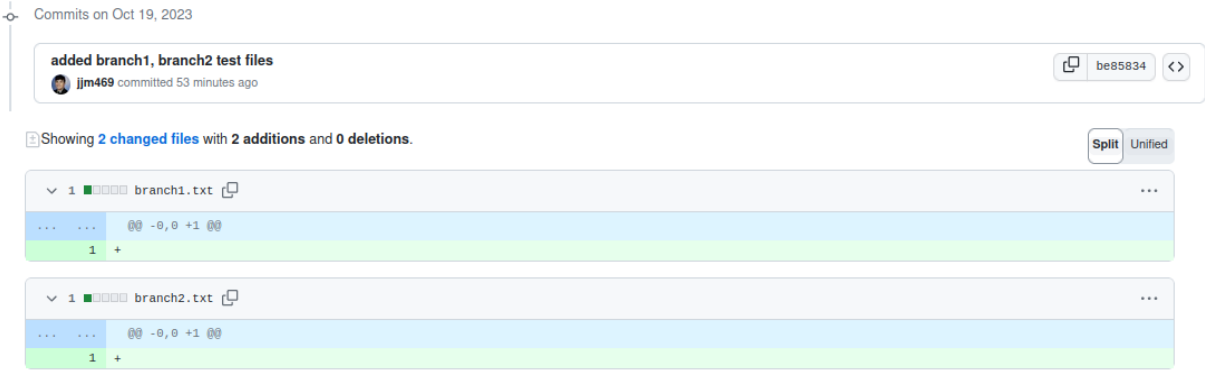 Commits on Oct 19, 2023
added branch1, branch2 test files
jjm469 committed 53 minutes ago
be85834
Showing 2 changed files with 2 additions and 0 deletions.
Split Unified
1 branch1.txt
... ... @@ -0,0 +1 @@
1 +
1 branch2.txt
... ... @@ -0,0 +1 @@
1 +